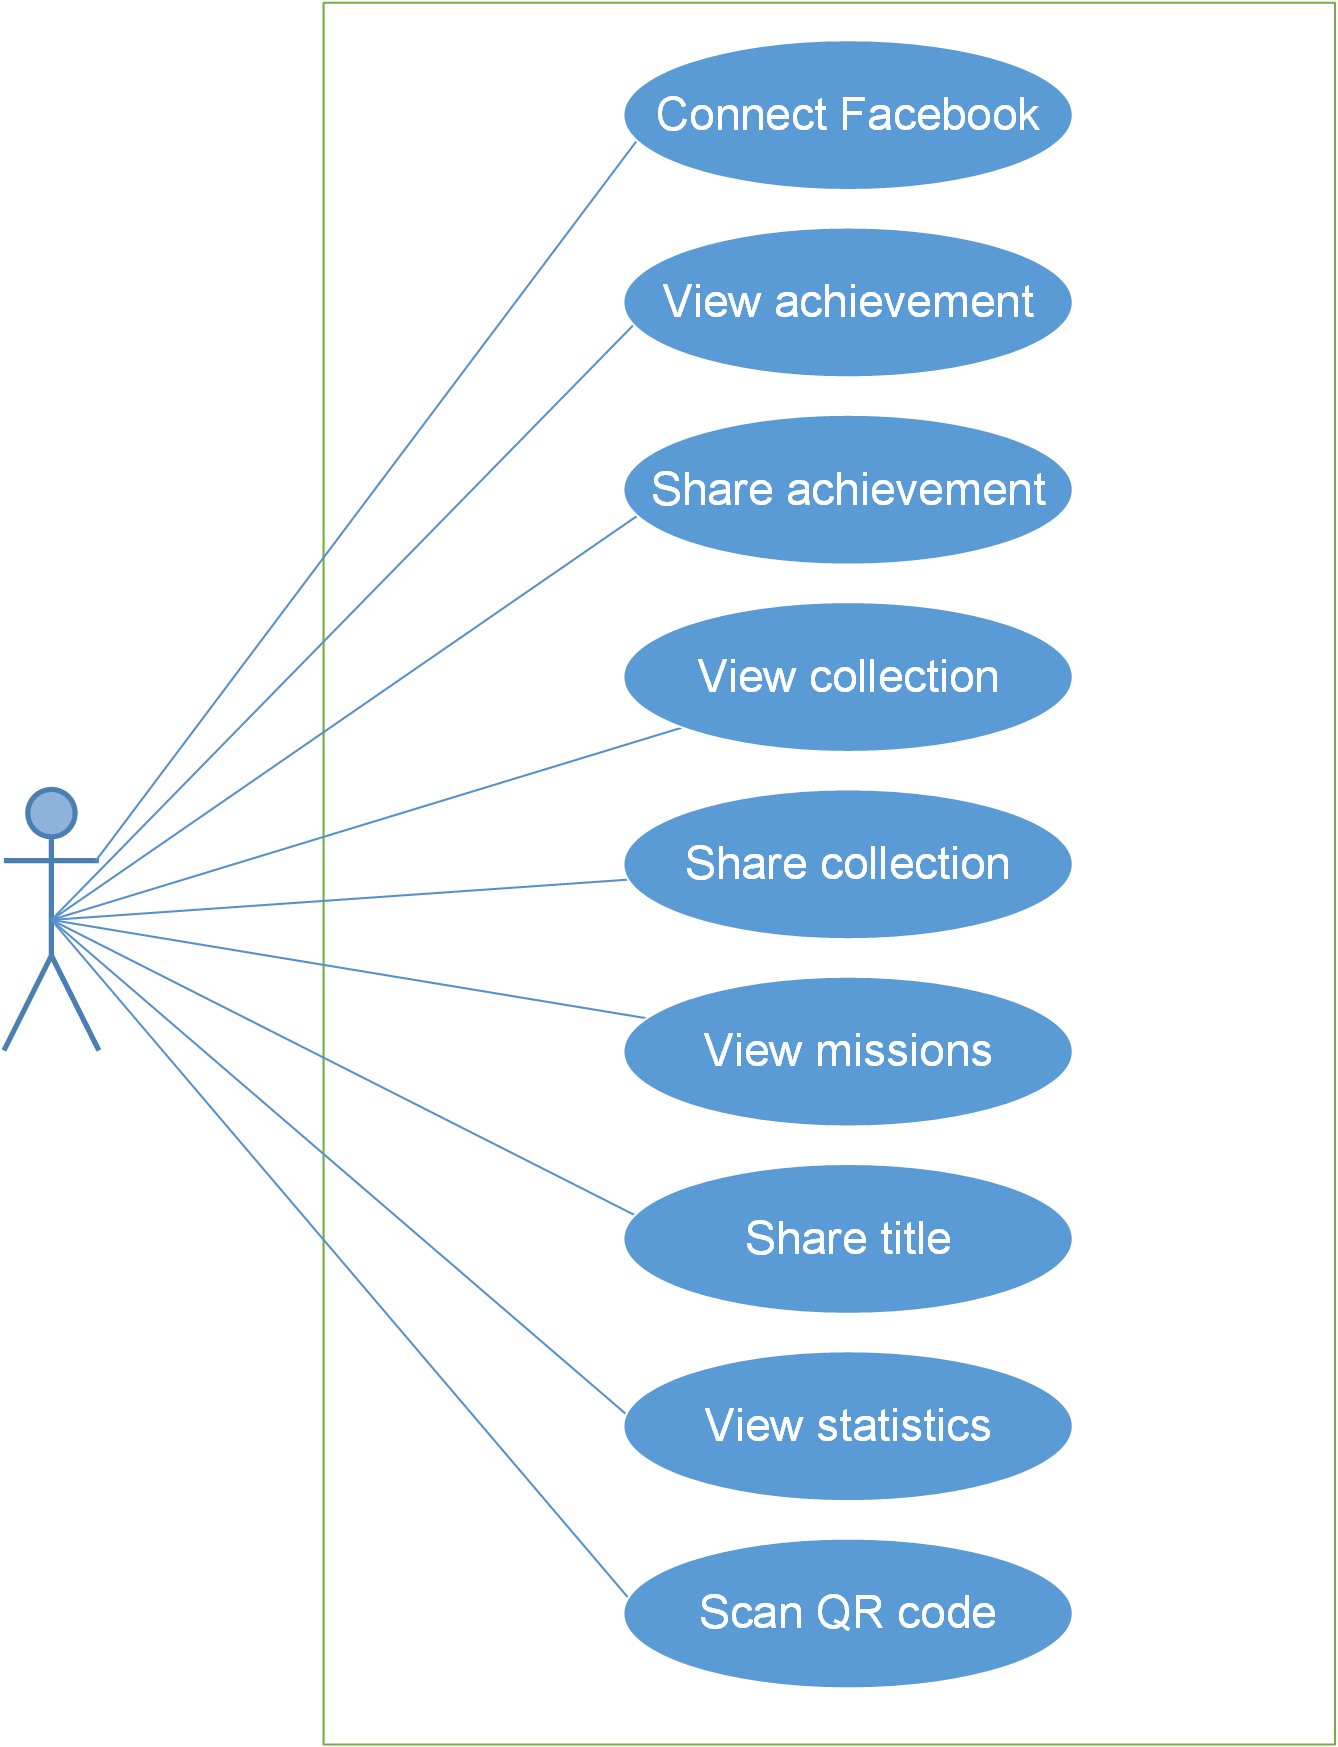 Connect Facebook
View achievement
Share achievement
View collection
Share collection
View missions
Share title
View statistics
Scan QR code